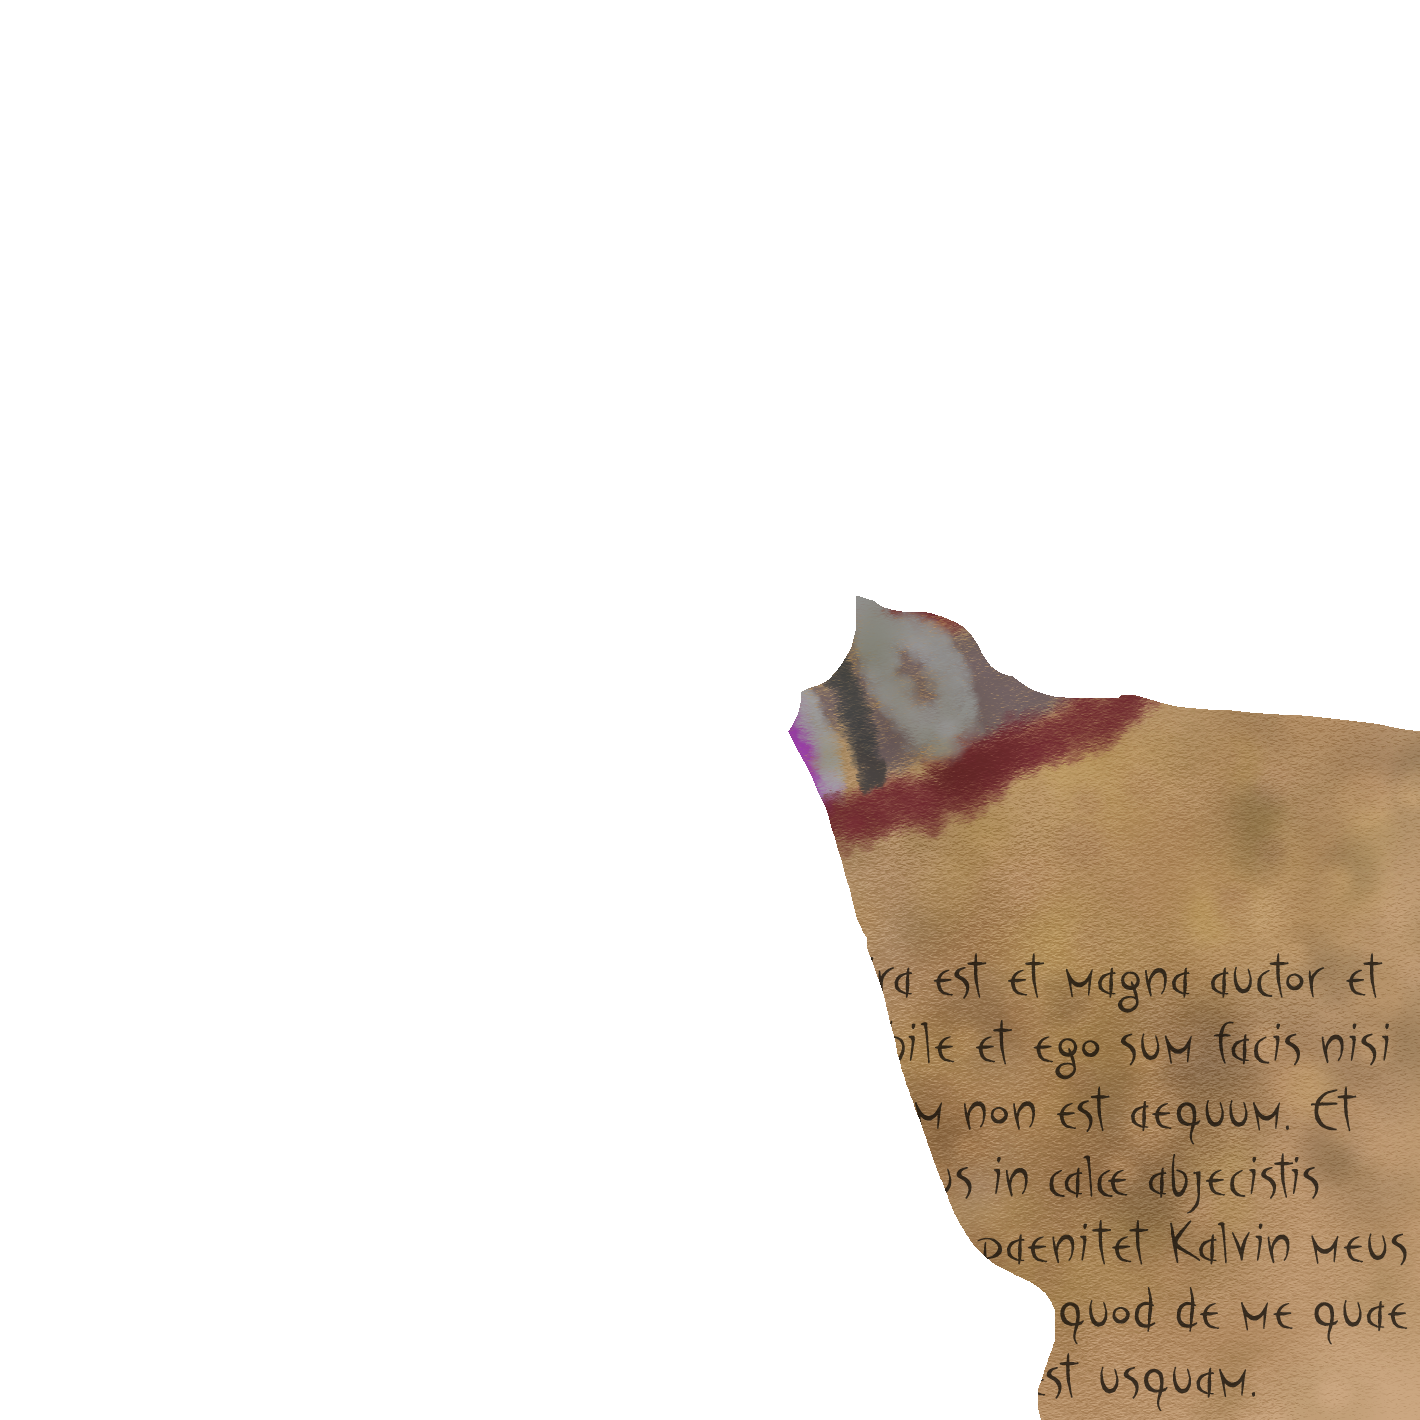 est et magna auctor et
et ego sum facis nisi
non est aequum. Et
in calce abjecistis
paenitet Kalvin meus
quod de me quae
est usquam.